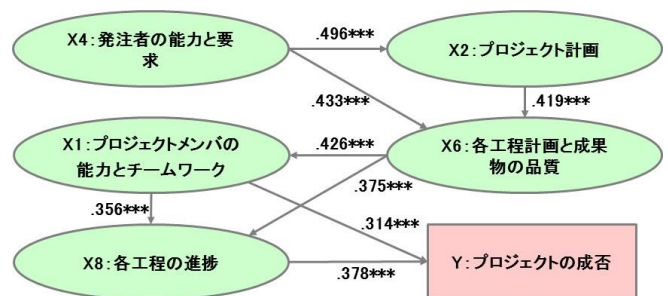 X4:発注者の能力と要
求
.496***
X2:プロジェクト計画
.433***
.419***
X1:プロジェクトメンバの
能力とチームワーク
.426***
X6:各工程計画と成果
物の品質
.375***
.356***
.314***
X8:各工程の進捗
.378***
Y:プロジェクトの成否